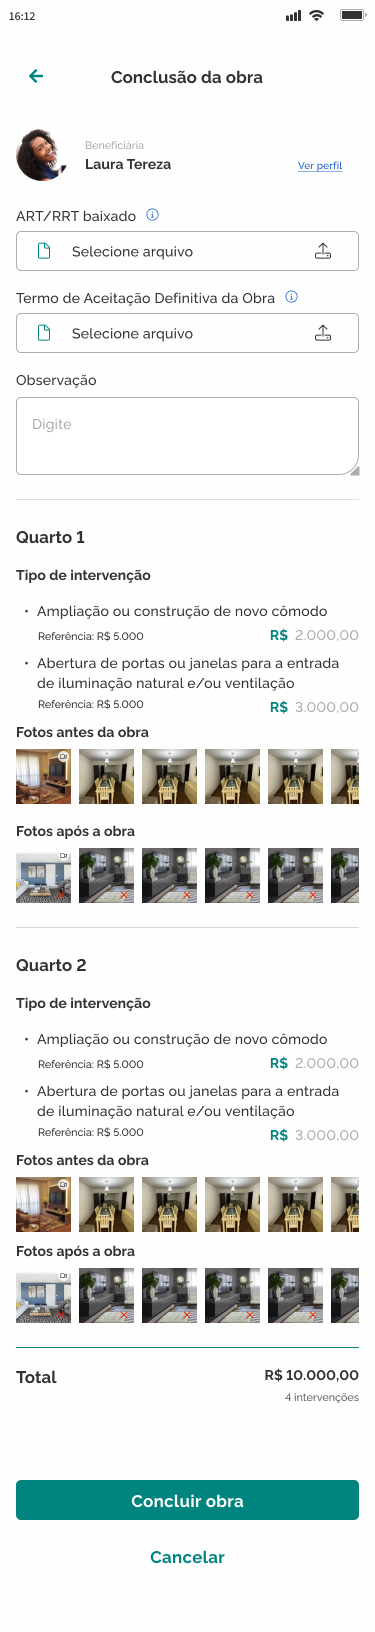 16:12
Conclusão da obra
Beneficiária
Laura Tereza
Ver perfil
ART/RRT baixado
Selecione arquivo
Termo de Aceitação Definitiva da Obra
Selecione arquivo
Observação
Digite
Quarto 1
Tipo de intervenção
• Ampliação ou construção de novo cômodo
Referência: R$ 5.000 R$ 2.000,00
• Abertura de portas ou janelas para a entrada
de iluminação natural e/ou ventilação
Referência: R$ 5.000 R$ 3.000,00
Fotos antes da obra
Fotos após a obra
Quarto 2
Tipo de intervenção
• Ampliação ou construção de novo cômodo
Referência: R$ 5.000 R$ 2.000,00
• Abertura de portas ou janelas para a entrada
de iluminação natural e/ou ventilação
Referência: R$ 5.000 R$ 3.000,00
Fotos antes da obra
Fotos após a obra
Total R$ 10.000,00
4 intervenções
Concluir obra
Cancelar